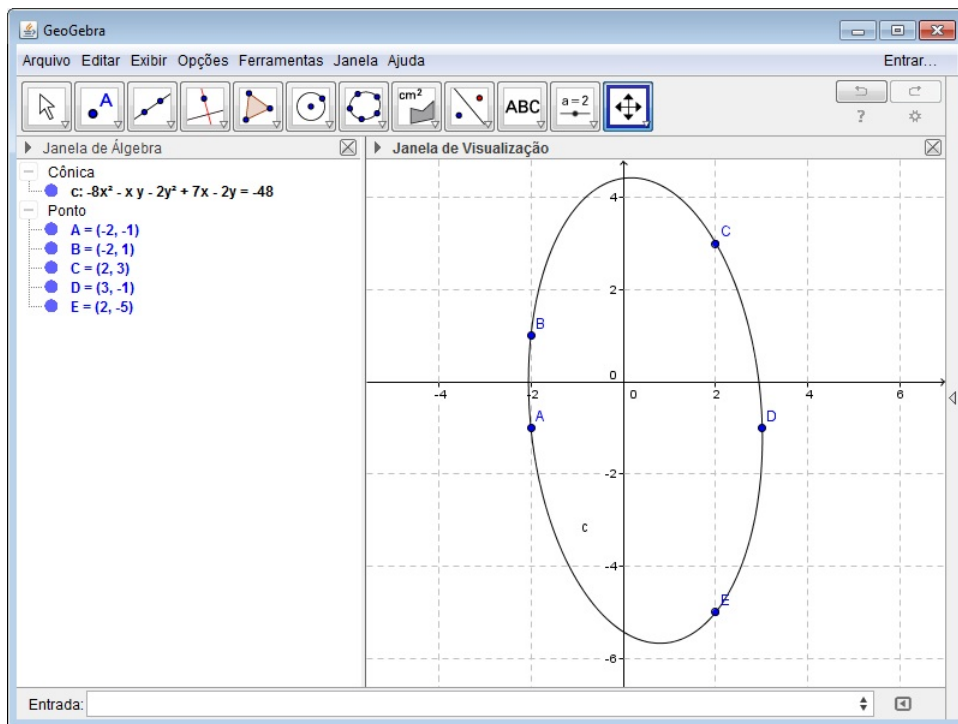 GeoGebra
Arquivo Editar Exibir Opções Ferramentas Janela Ajuda Entrar...
A cm² ABC a=2 ?
Janela de Álgebra
Cônica
c: -8x² - x y - 2y² + 7x - 2y = -48
Ponto
A = (-2, -1)
B = (-2, 1)
C = (2, 3)
D = (3, -1)
E = (2, -5)
Janela de Visualização
4
C
2
B
0
-4 -2 0 2 4 6
A D
-2
c
-4
E
-6
Entrada: